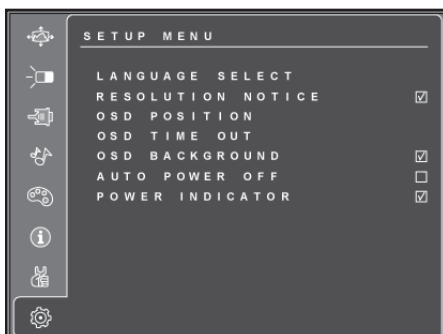 SETUP MENU
LANGUAGE SELECT
RESOLUTION NOTICE
OSD POSITION
OSD TIME OUT
OSD BACKGROUND
AUTO POWER OFF
POWER INDICATOR